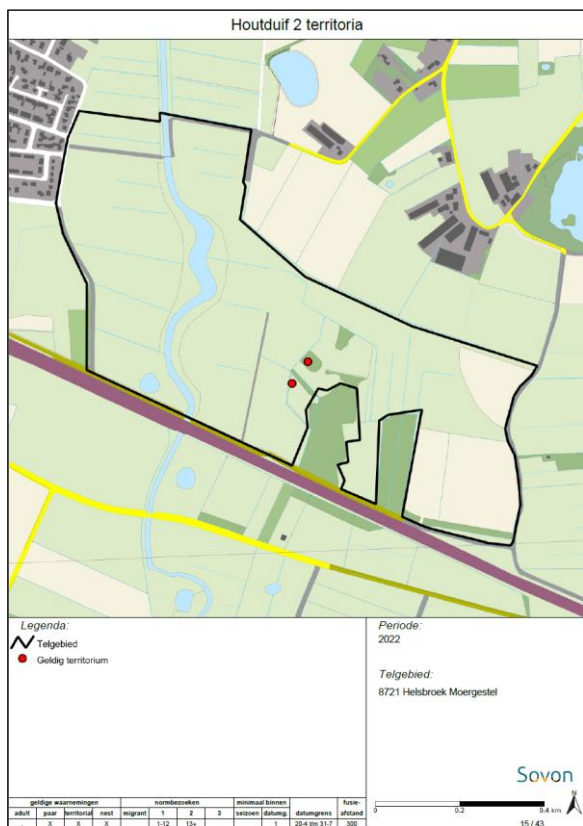 Houtduif 2 territoria
Legenda:
Telgebied
Geldig territorium
Periode:
2022
Telgebied:
8721 Helsbroek Moergestel
Sovon
0 0.2 0.4 km
N
15 / 43
geldige waarnemingen normbezoeken minimaal binnen fusie-
adult paar territorial nest migrant 1 2 3 seizoen datumg. datumgrens afstand
. X X X 1-12 13+ 1 20-4 t/m 31-7 300